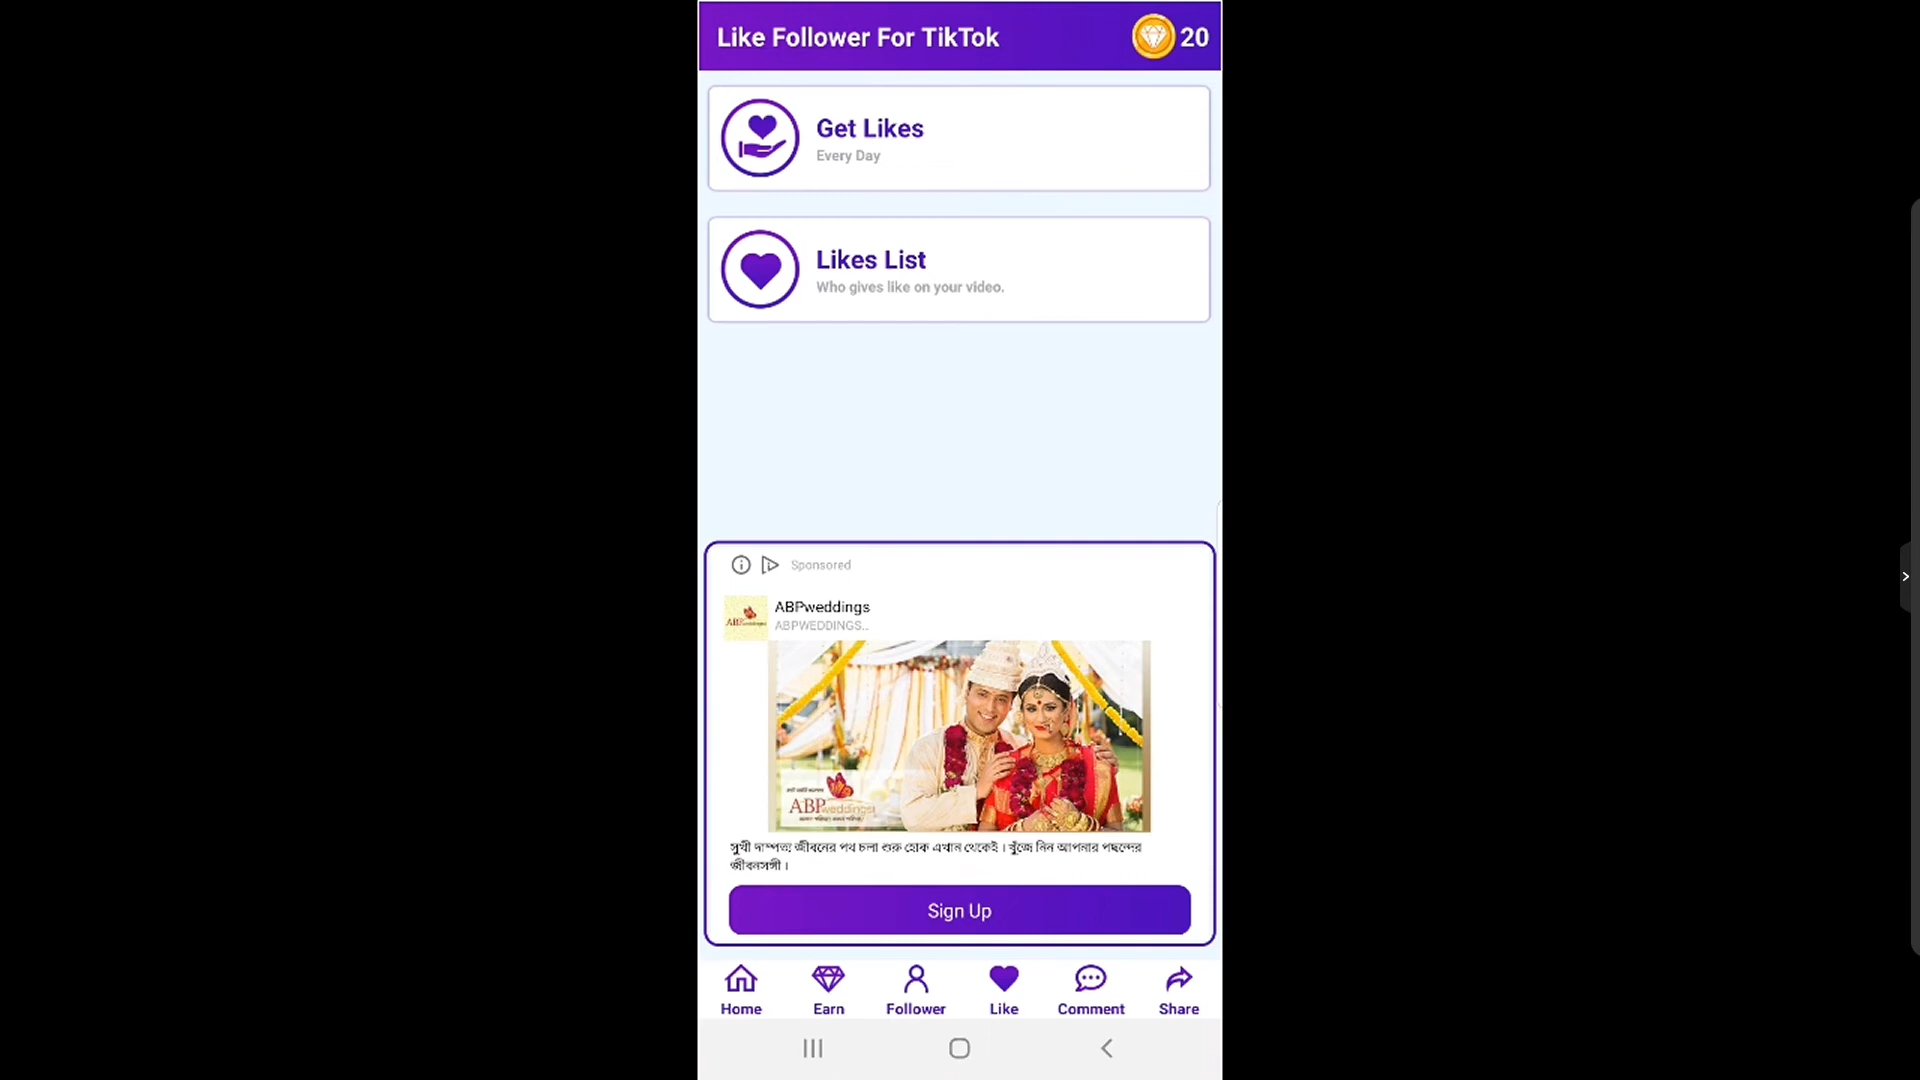 Like Follower For TikTok
20
Get Likes
Every Day
Likes List
Who gives like on your video.
Sponsored
ABPweddings
ABPWEDDINGS...
ABPweddings
সুখী দাম্পত্য জীবনের পথ চলা শুরু হোক এখান থেকেই। খুঁজে নিন আপনার পছন্দের
জীবনসঙ্গী।
Sign Up
Home
Earn
Follower
Like
Comment
Share